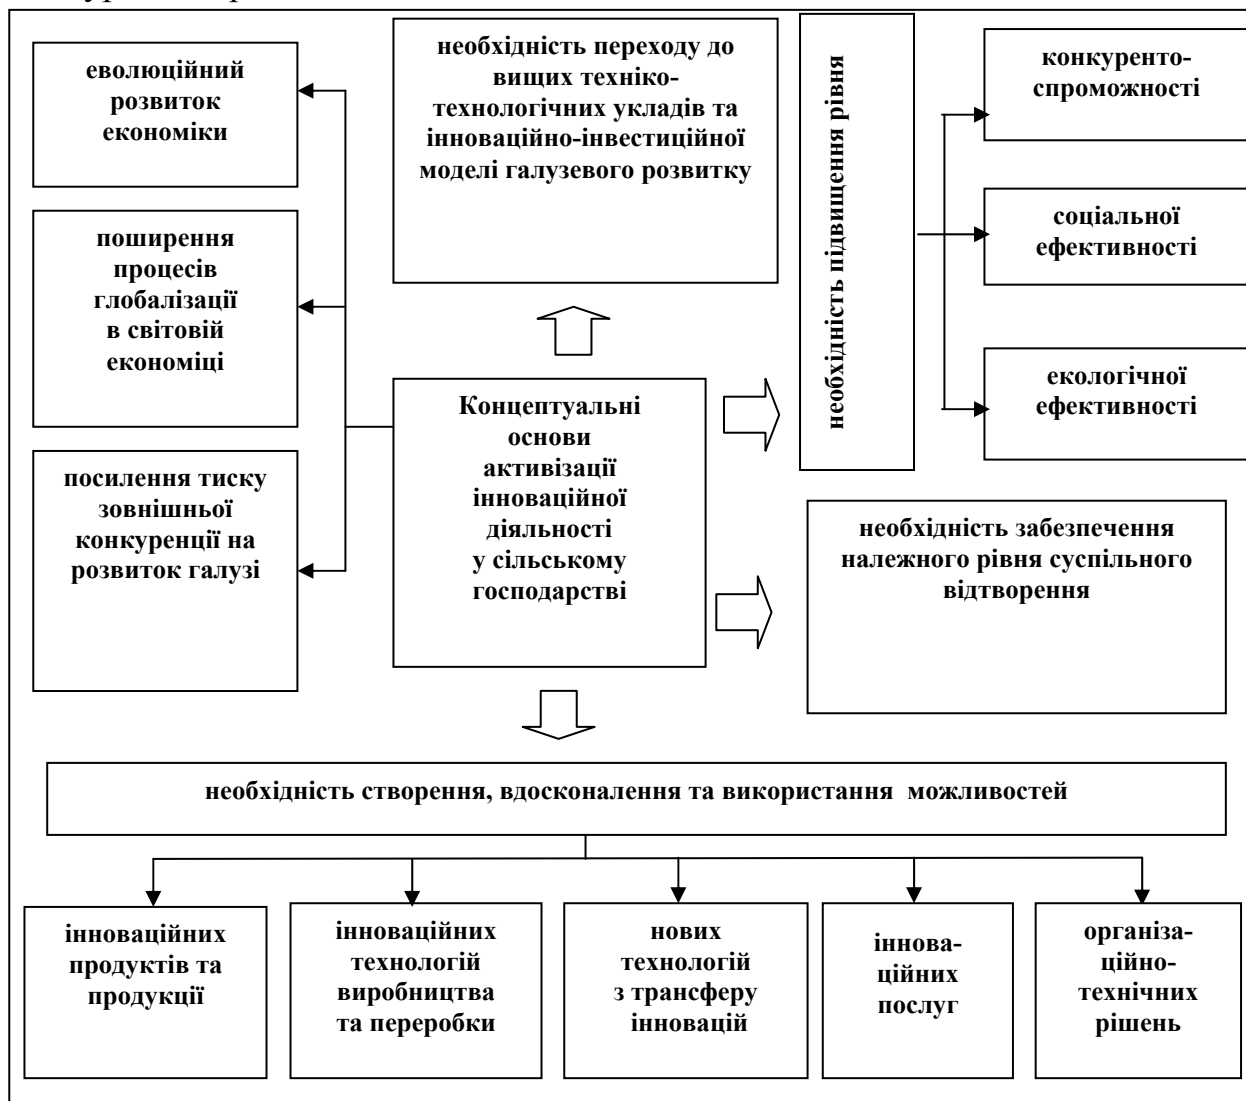 еволюційний
розвиток
економіки
поширення
процесів
глобалізації
в світовій
економіці
посилення тиску
зовнішньої
конкуренції на
розвиток галузі
необхідність переходу до
вищих техніко-
технологічних укладів та
інноваційно-інвестиційної
моделі галузевого розвитку
Концептуальні
основи
активізації
інноваційної
діяльності
у сільському
господарстві
необхідність підвищення рівня
конкуренто-
спроможності
соціальної
ефективності
екологічної
ефективності
необхідність забезпечення
належного рівня суспільного
відтворення
необхідність створення, вдосконалення та використання можливостей
інноваційних
продуктів та
продукції
інноваційних
технологій
виробництва
та переробки
нових
технологій
з трансферу
інновацій
іннова-
ційних
послуг
організа-
ційно-
технічних
рішень